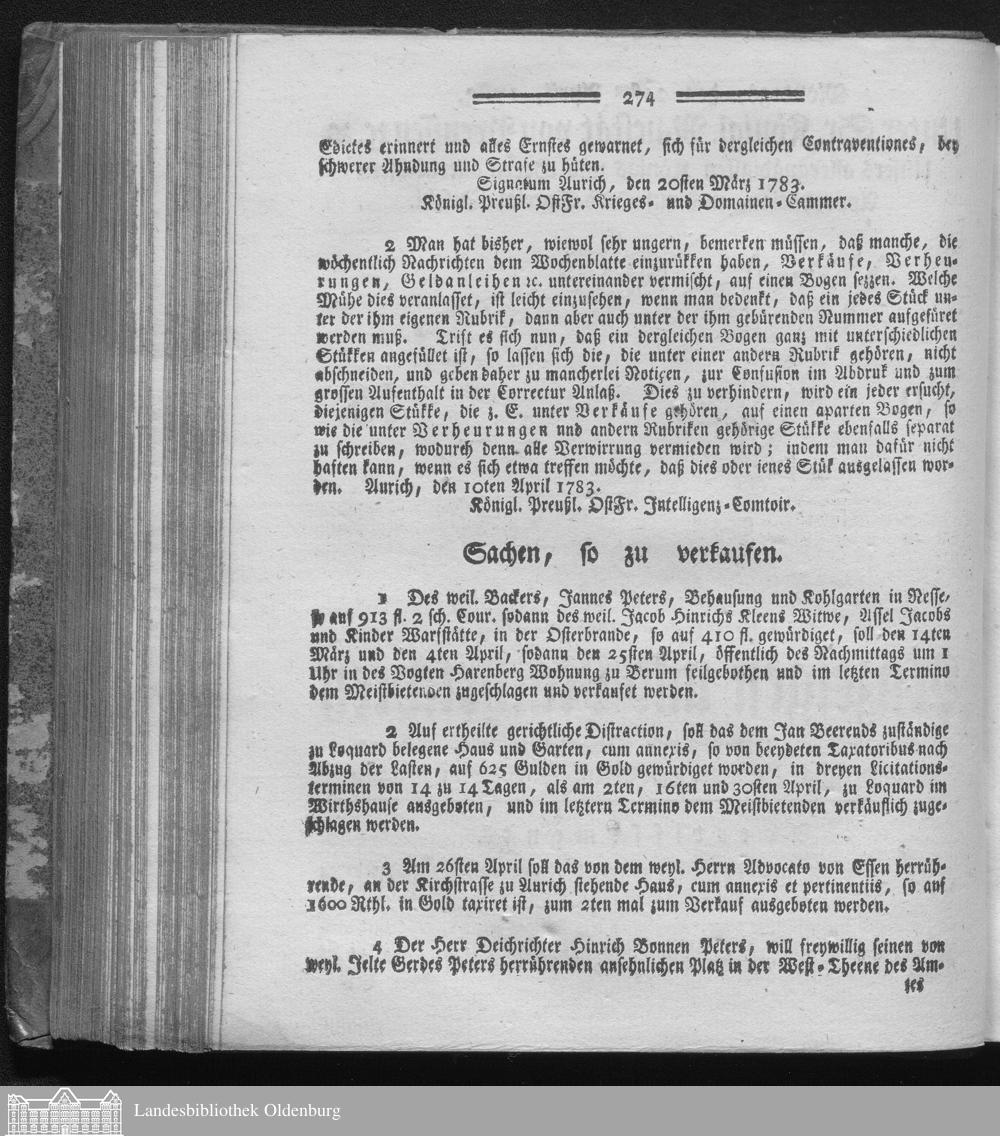 274
Edictes erinnert und alles Ernstes gewarnet, sich für dergleichen Contraventiones, bey
schwerer Ahndung und Strafe zu hüten.
Signatum Aurich, den 20sten März 1783.
Königl. Preußl. OstFr. Krieges- und Domainen-Cammer.
2 Man hat bisher, wiewol sehr ungern, bemerken müssen, daß manche, die
wöchentlich Nachrichten dem Wochenblatte einzurükken haben, Verkäufe, Verheu-
rungen, Geldanleihen ꝛc. untereinander vermischt, auf einen Bogen sezzen. Welche
Mühe dies veranlasset, ist leicht einzusehen, wenn man bedenkt, daß ein jedes Stück un-
ter der ihm eigenen Rubrik, dann aber auch unter der ihm gebürenden Nummer aufgefüret
werden muß. Trift es sich nun, daß ein dergleichen Bogen ganz mit unterschiedlichen
Stükken angefüllet ist, so lassen sich die, die unter einer andern Rubrik gehören, nicht
abschneiden, und geben daher zu mancherlei Notizen, zur Confusion im Abdruk und zum
grossen Aufenthalt in der Correctur Anlaß. Dies zu verhindern, wird ein jeder ersucht,
diejenigen Stükke, die z. E. unter Verkäufe gehören, auf einen aparten Bogen, so
wie die unter Verheurungen und andern Rubriken gehörige Stükke ebenfalls separat
zu schreiben, wodurch denn alle Verwirrung vermieden wird; indem man dafür nicht
haften kann, wenn es sich etwa treffen möchte, daß dies oder ienes Stük ausgelassen wor-
den. Aurich, den 10ten April 1783.
Königl. Preußl. OstFr. Intelligenz-Comtoir.
Sachen, so zu verkaufen.
1 Des weil. Backers, Jannes Peters, Behausung und Kohlgarten in Nesse,
so auf 913 fl. 2 sch. Cour. sodann des weil. Jacob Hinrichs Kleens Witwe, Assel Jacobs
und Kinder Warfstätte, in der Osterbrande, so auf 410 fl. gewürdiget, soll den 14ten
März und den 4ten April, sodann den 25sten April, öffentlich des Nachmittags um 1
Uhr in des Vogten Harenberg Wohnung zu Berum feilgebothen und im letzten Termino
dem Meistbietenden zugeschlagen und verkaufet werden.
2 Auf ertheilte gerichtliche Distraction, soll das dem Jan Beerends zuständige
zu Loquard belegene Haus und Garten, cum annexis, so von beeydeten Taxatoribus nach
Abzug der Lasten, auf 625 Gulden in Gold gewürdiget worden, in dreyen Licitations-
terminen von 14 zu 14 Tagen, als am 2ten, 16ten und 30sten April, zu Loquard im
Wirthshause ausgeboten, und im letztern Termino dem Meistbietenden verkäuflich zuge-
schlagen werden.
3 Am 26sten April soll das von dem weyl. Herrn Advocato von Essen herrüh-
rende, an der Kirchstrasse zu Aurich stehende Haus, cum annexis et pertinentiis, so auf
1600 Rthl. in Gold taxiret ist, zum 2ten mal zum Verkauf ausgeboten werden.
4 Der Herr Deichrichter Hinrich Bonnen Peters, will freywillig seinen von
weyl. Jelte Gerdes Peters herrührenden ansehnlichen Platz in der West-Theene des Am-
tes
Landesbibliothek Oldenburg